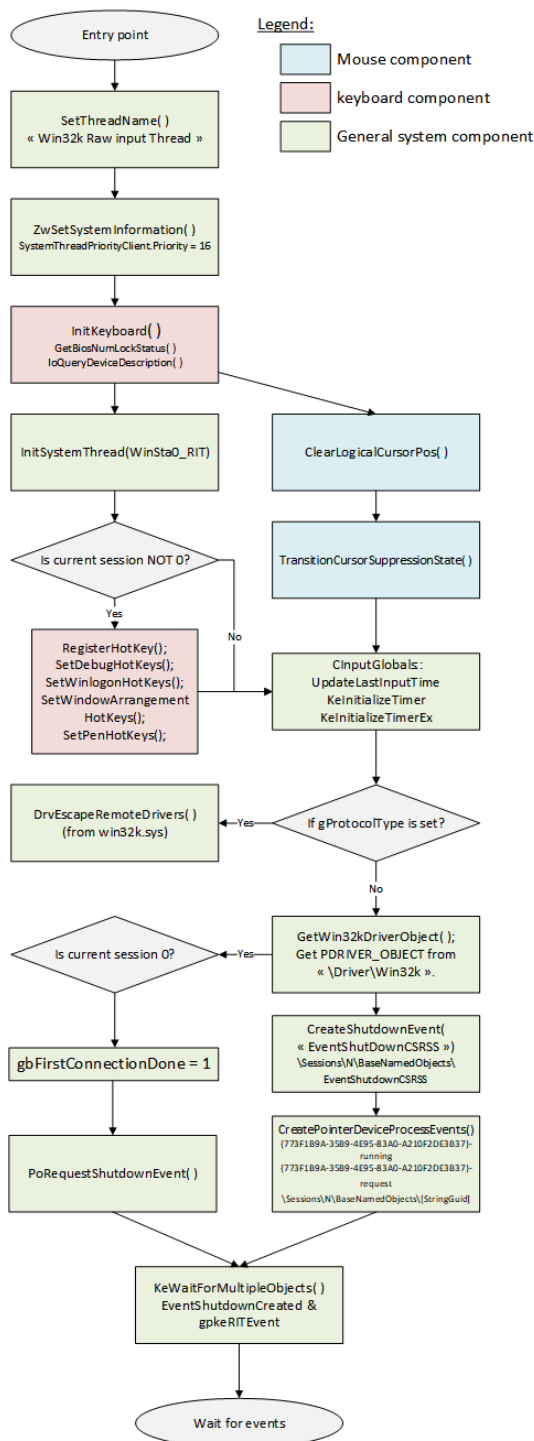 Entry point
Legend:
Mouse component
keyboard component
General system component
SetThreadName( )
« Win32k Raw input Thread »
ZwSetSystemInformation( )
SystemThreadPriorityClient.Priority = 16
InitKeyboard( )
GetBiosNumLockStatus( )
IoQueryDeviceDescription( )
InitSystemThread(WinSta0_RIT)
ClearLogicalCursorPos( )
Is current session NOT 0?
TransitionCursorSuppressionState( )
Yes
No
RegisterHotKey();
SetDebugHotKeys();
SetWinlogonHotKeys();
SetWindowArrangement
HotKeys();
SetPenHotKeys();
CInputGlobals::
UpdateLastInputTime
KeInitializeTimer
KeInitializeTimerEx
DrvEscapeRemoteDrivers( )
(from win32k.sys)
Yes
If gProtocolType is set?
No
Is current session 0?
Yes
GetWin32kDriverObject( );
Get PDRIVER_OBJECT from
« \Driver\Win32k ».
gbFirstConnectionDone = 1
CreateShutdownEvent(
« EventShutDownCSRSS »)
\Sessions\N\BaseNamedObjects\
EventShutdownCSRSS
PoRequestShutdownEvent( )
CreatePointerDeviceProcessEvents()
{773F1B9A-35B9-4E95-83A0-A210F2DE3B37}-
running
{773F1B9A-35B9-4E95-83A0-A210F2DE3B37}-
request
\Sessions\N\BaseNamedObjects\[StringGuid]
KeWaitForMultipleObjects( )
EventShutdownCreated &
gpkeRITEvent
Wait for events